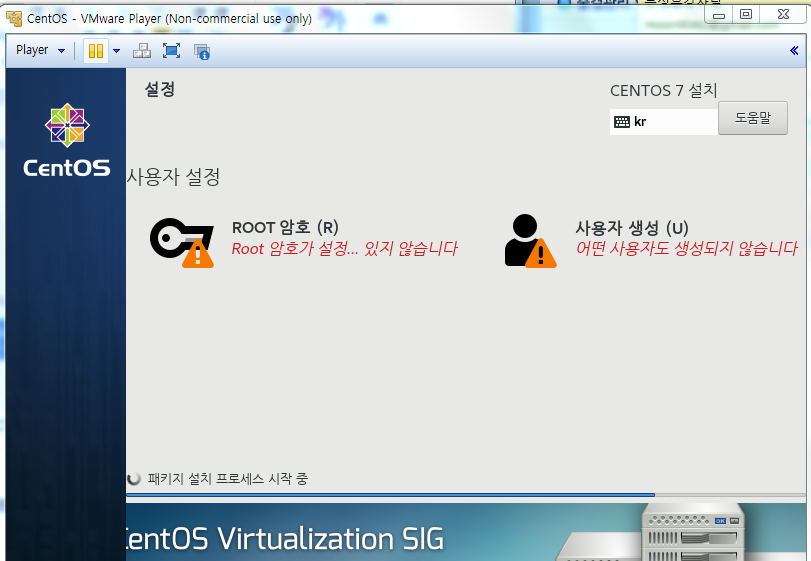 CentOS - VMware Player (Non-commercial use only)
Player
설정
CENTOS 7 설치
kr
도움말
CentOS
사용자 설정
ROOT 암호 (R)
Root 암호가 설정... 있지 않습니다
사용자 생성 (U)
어떤 사용자도 생성되지 않습니다
패키지 설치 프로세스 시작 중
CentOS Virtualization SIG
OK